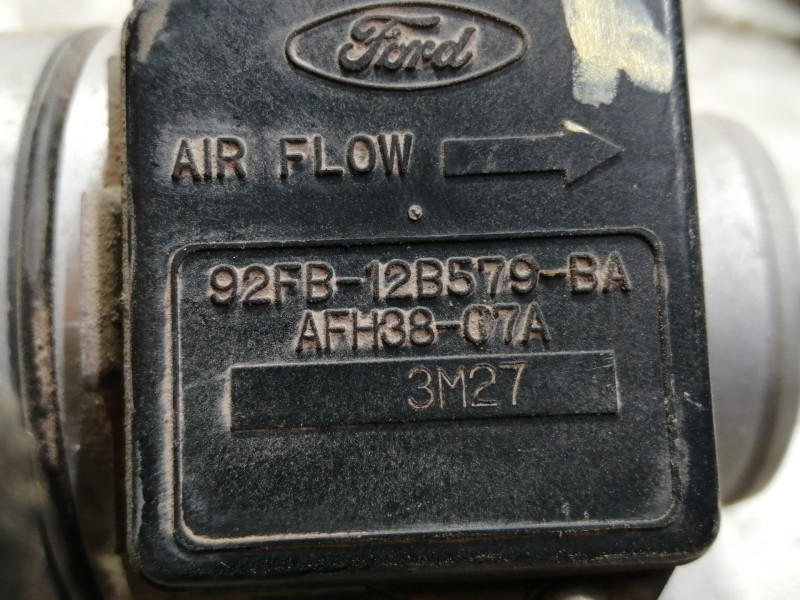 Ford
AIR FLOW
92FB-12B579-BA
AFH38-07A
3M27